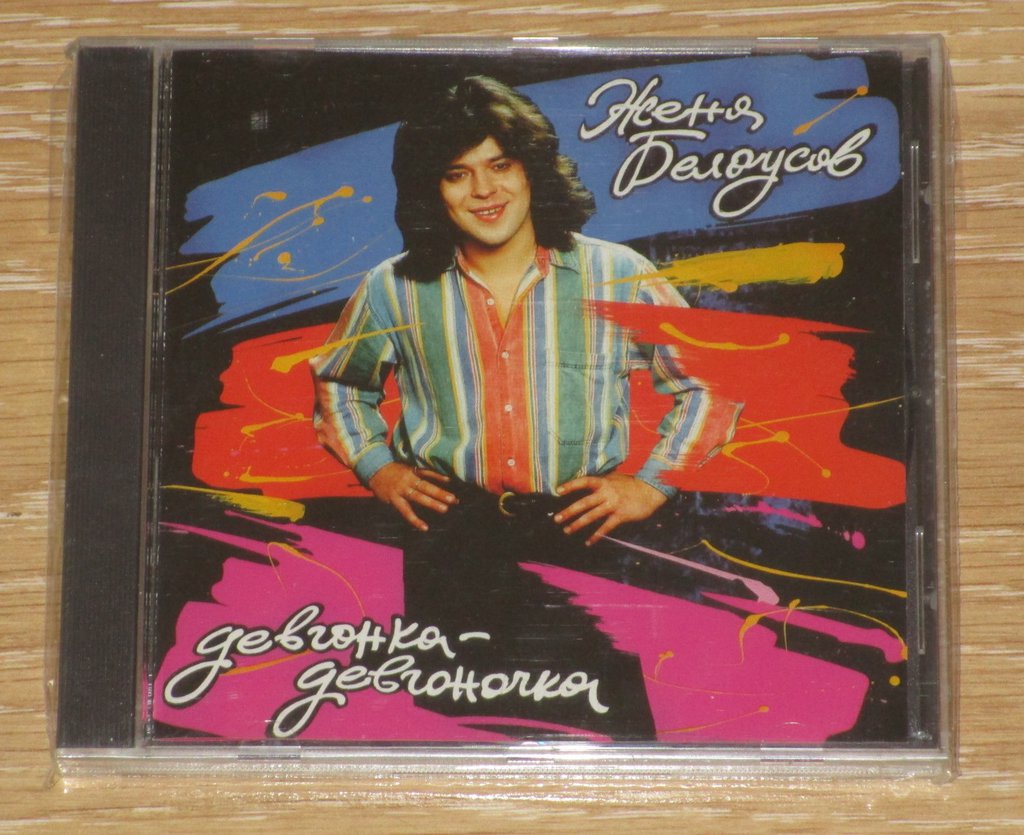 Женя
Белоусов
девчонка-
девчоночка